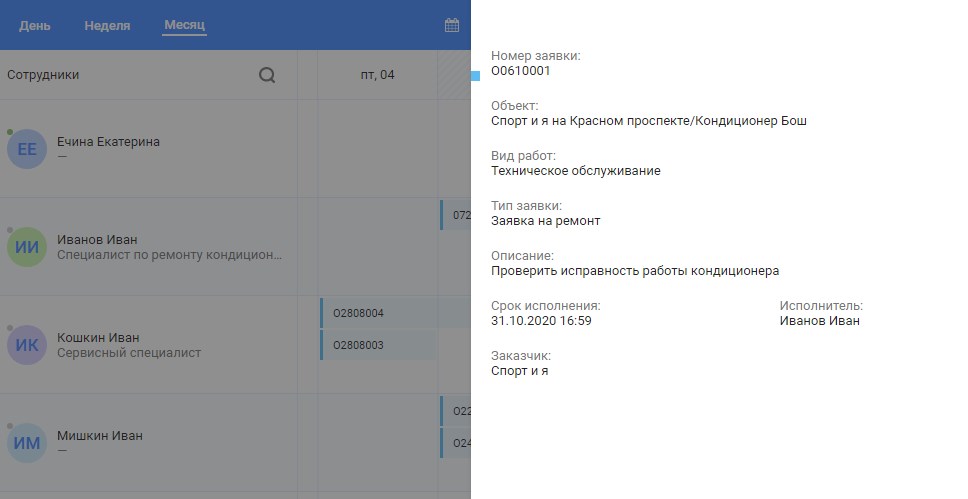 День Неделя Месяц
Сотрудники пт, 04
ЕЕ Ечина Екатерина
—
072
ИИ Иванов Иван
Специалист по ремонту кондицион...
О2808004
ИК Кошкин Иван
Сервисный специалист
О2808003
О22
ИМ Мишкин Иван
—
О24
Номер заявки:
О0610001
Объект:
Спорт и я на Красном проспекте/Кондиционер Бош
Вид работ:
Техническое обслуживание
Тип заявки:
Заявка на ремонт
Описание:
Проверить исправность работы кондиционера
Срок исполнения: Исполнитель:
31.10.2020 16:59 Иванов Иван
Заказчик:
Спорт и я